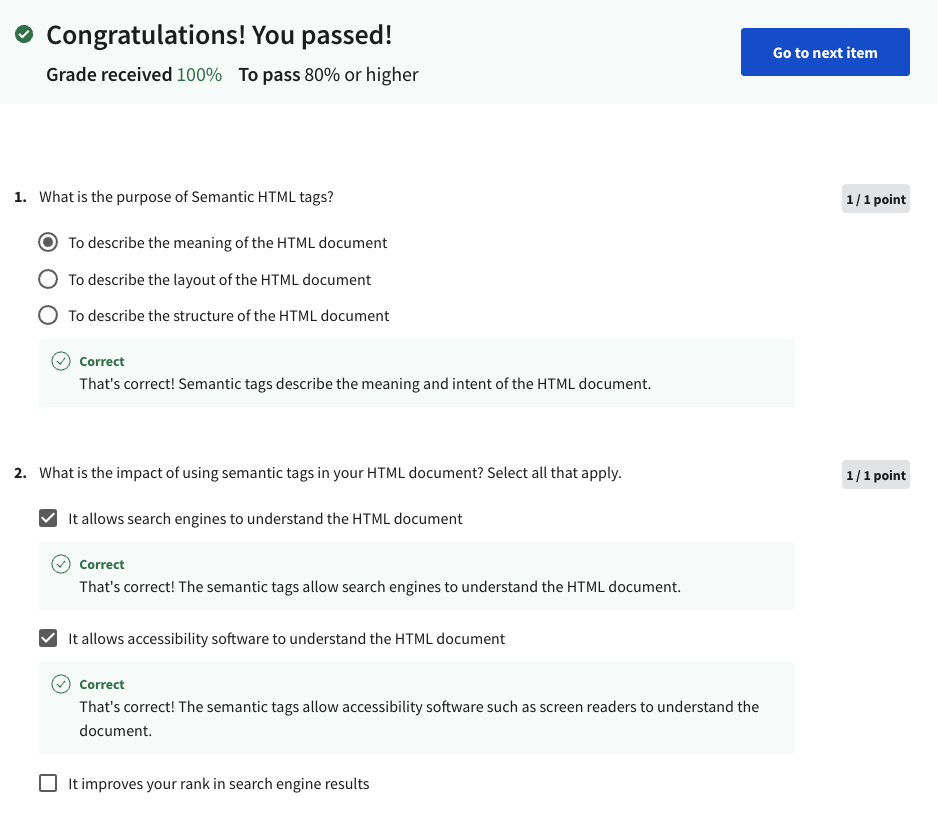 Congratulations! You passed!
Grade received 100% To pass 80% or higher
Go to next item
1. What is the purpose of Semantic HTML tags?
1 / 1 point
To describe the meaning of the HTML document
To describe the layout of the HTML document
To describe the structure of the HTML document
Correct
That's correct! Semantic tags describe the meaning and intent of the HTML document.
2. What is the impact of using semantic tags in your HTML document? Select all that apply.
1 / 1 point
It allows search engines to understand the HTML document
Correct
That's correct! The semantic tags allow search engines to understand the HTML document.
It allows accessibility software to understand the HTML document
Correct
That's correct! The semantic tags allow accessibility software such as screen readers to understand the
document.
It improves your rank in search engine results